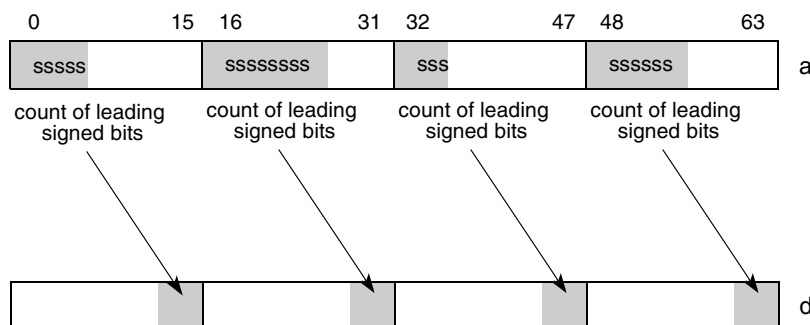 0 15 16 31 32 47 48 63
sssss ssssssss sss ssssss a
count of leading signed bits
count of leading signed bits
count of leading signed bits
count of leading signed bits
d